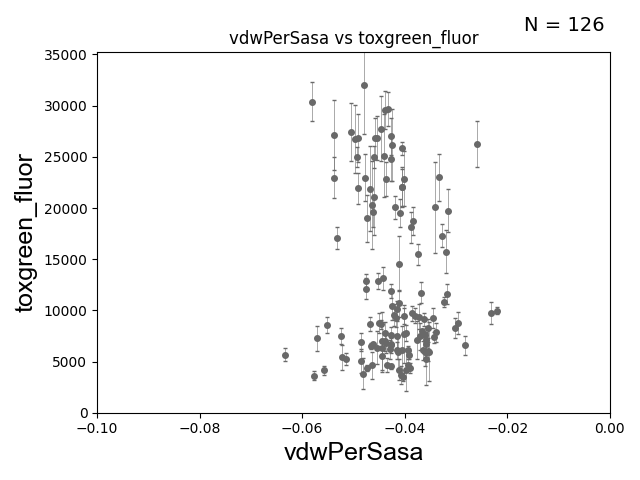 N = 126
vdwPerSasa vs toxgreen_fluor
35000
30000
25000
20000
15000
10000
5000
0
toxgreen_fluor
−0.10 −0.08 −0.06 −0.04 −0.02 0.00
vdwPerSasa